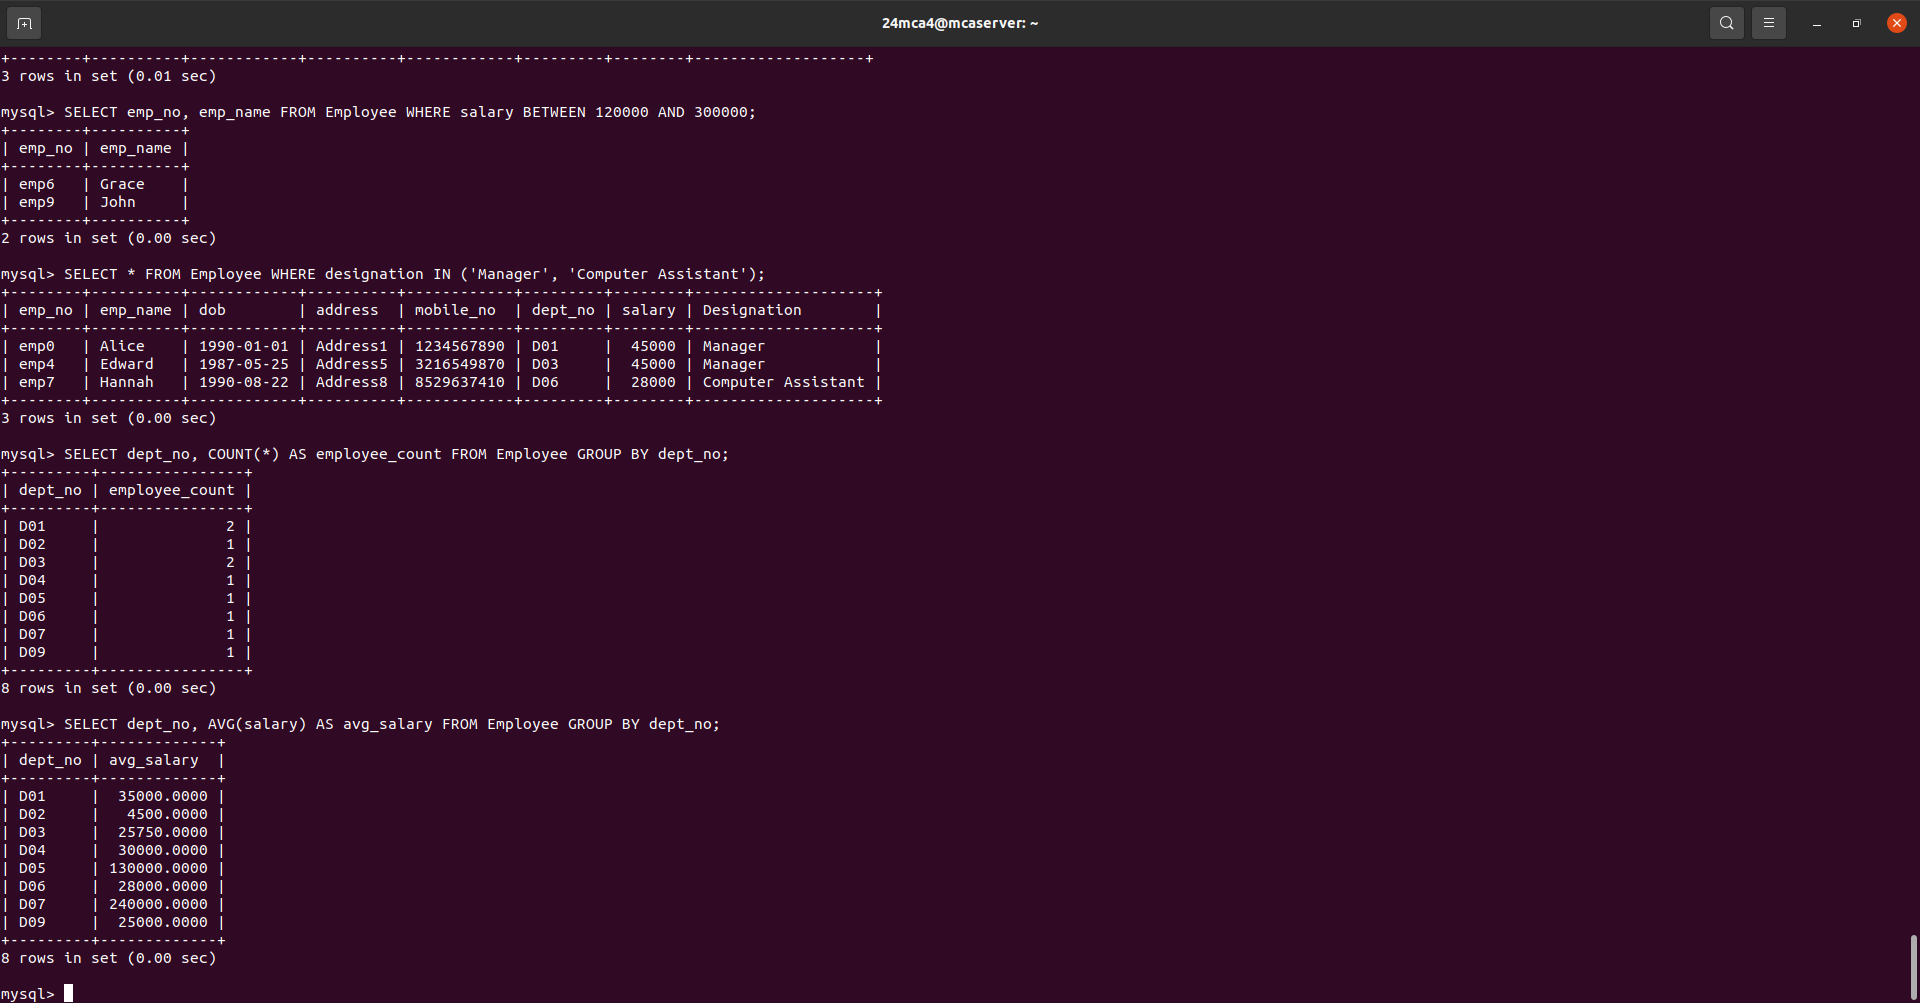 24mca4@mcaserver: ~
+--------+----------+------------+----------+------------+---------+--------+-------------------+
3 rows in set (0.01 sec)
mysql> SELECT emp_no, emp_name FROM Employee WHERE salary BETWEEN 120000 AND 300000;
+--------+----------+
| emp_no | emp_name |
+--------+----------+
| emp6   | Grace    |
| emp9   | John     |
+--------+----------+
2 rows in set (0.00 sec)
mysql> SELECT * FROM Employee WHERE designation IN ('Manager', 'Computer Assistant');
+--------+----------+------------+----------+------------+---------+--------+--------------------+
| emp_no | emp_name | dob        | address  | mobile_no  | dept_no | salary | Designation        |
+--------+----------+------------+----------+------------+---------+--------+--------------------+
| emp0   | Alice    | 1990-01-01 | Address1 | 1234567890 | D01     |  45000 | Manager            |
| emp4   | Edward   | 1987-05-25 | Address5 | 3216549870 | D03     |  45000 | Manager            |
| emp7   | Hannah   | 1990-08-22 | Address8 | 8529637410 | D06     |  28000 | Computer Assistant |
+--------+----------+------------+----------+------------+---------+--------+--------------------+
3 rows in set (0.00 sec)
mysql> SELECT dept_no, COUNT(*) AS employee_count FROM Employee GROUP BY dept_no;
+---------+----------------+
| dept_no | employee_count |
+---------+----------------+
| D01     |              2 |
| D02     |              1 |
| D03     |              2 |
| D04     |              1 |
| D05     |              1 |
| D06     |              1 |
| D07     |              1 |
| D09     |              1 |
+---------+----------------+
8 rows in set (0.00 sec)
mysql> SELECT dept_no, AVG(salary) AS avg_salary FROM Employee GROUP BY dept_no;
+---------+-------------+
| dept_no | avg_salary  |
+---------+-------------+
| D01     |  35000.0000 |
| D02     |   4500.0000 |
| D03     |  25750.0000 |
| D04     |  30000.0000 |
| D05     | 130000.0000 |
| D06     |  28000.0000 |
| D07     | 240000.0000 |
| D09     |  25000.0000 |
+---------+-------------+
8 rows in set (0.00 sec)
mysql>